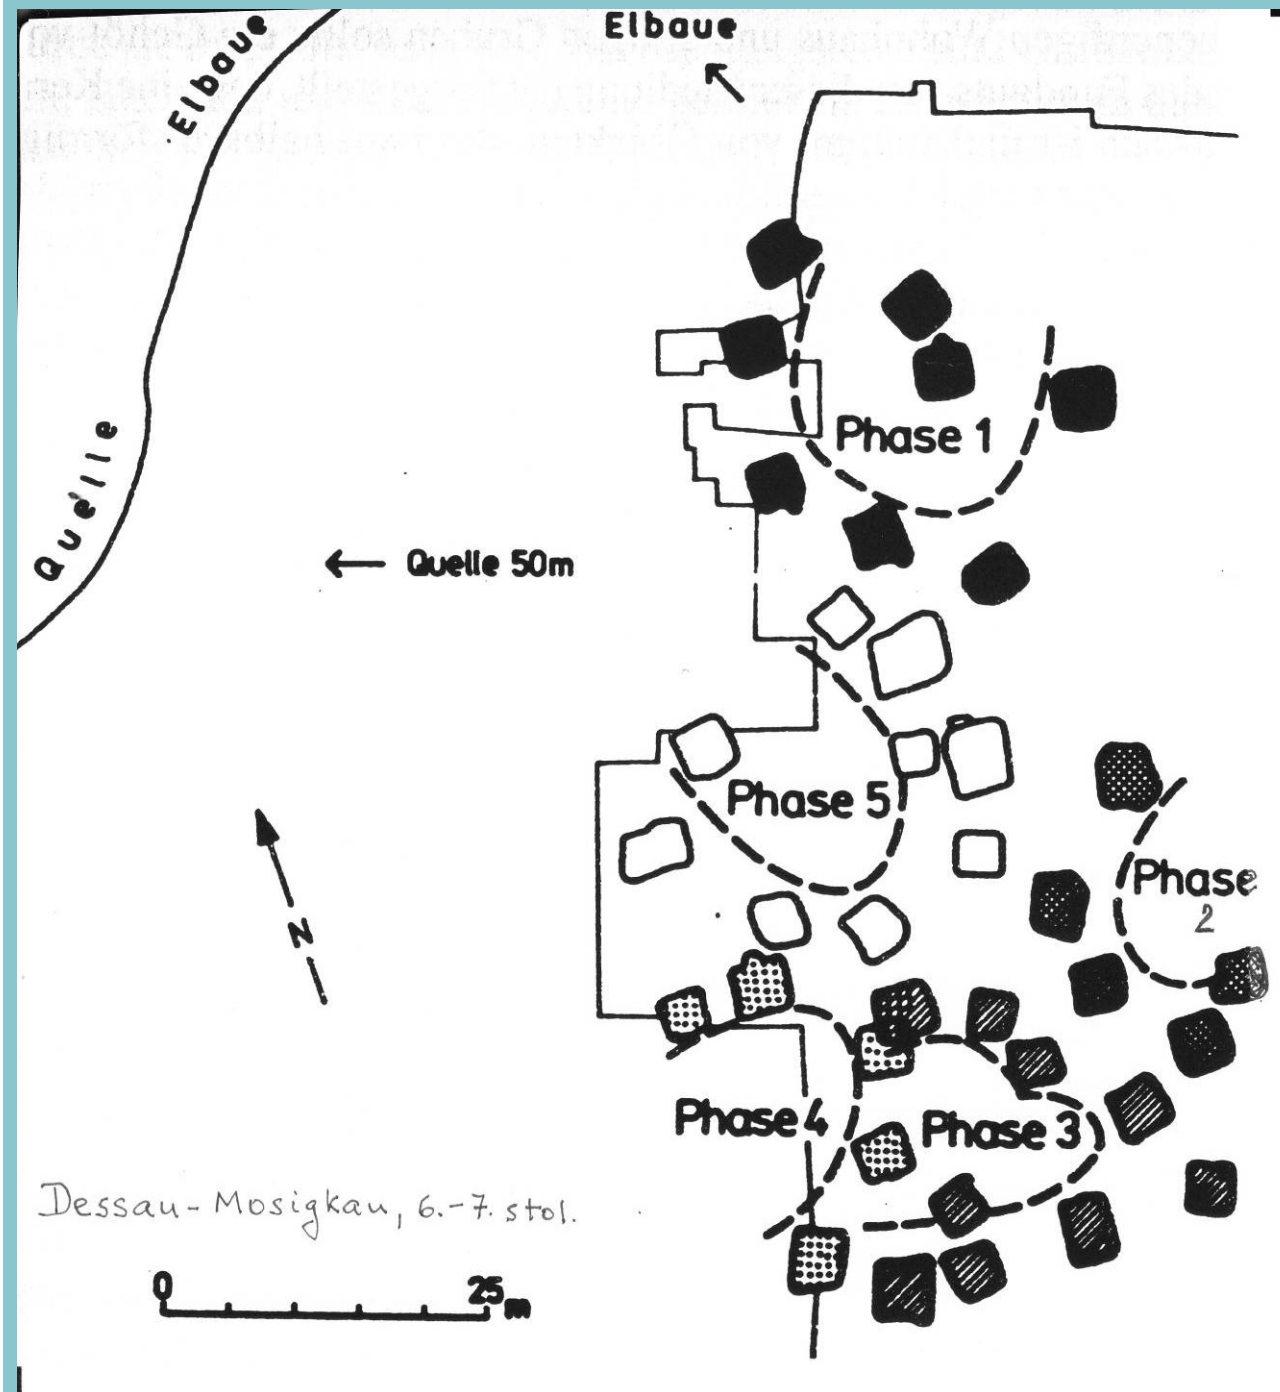 Elbaue
Elbaue
Quelle
← Quelle 50m
Phase 1
Phase 5
Phase 2
N
Phase 4
Phase 3
Dessau-Mosigkau, 6.-7. stol.
0 25 m